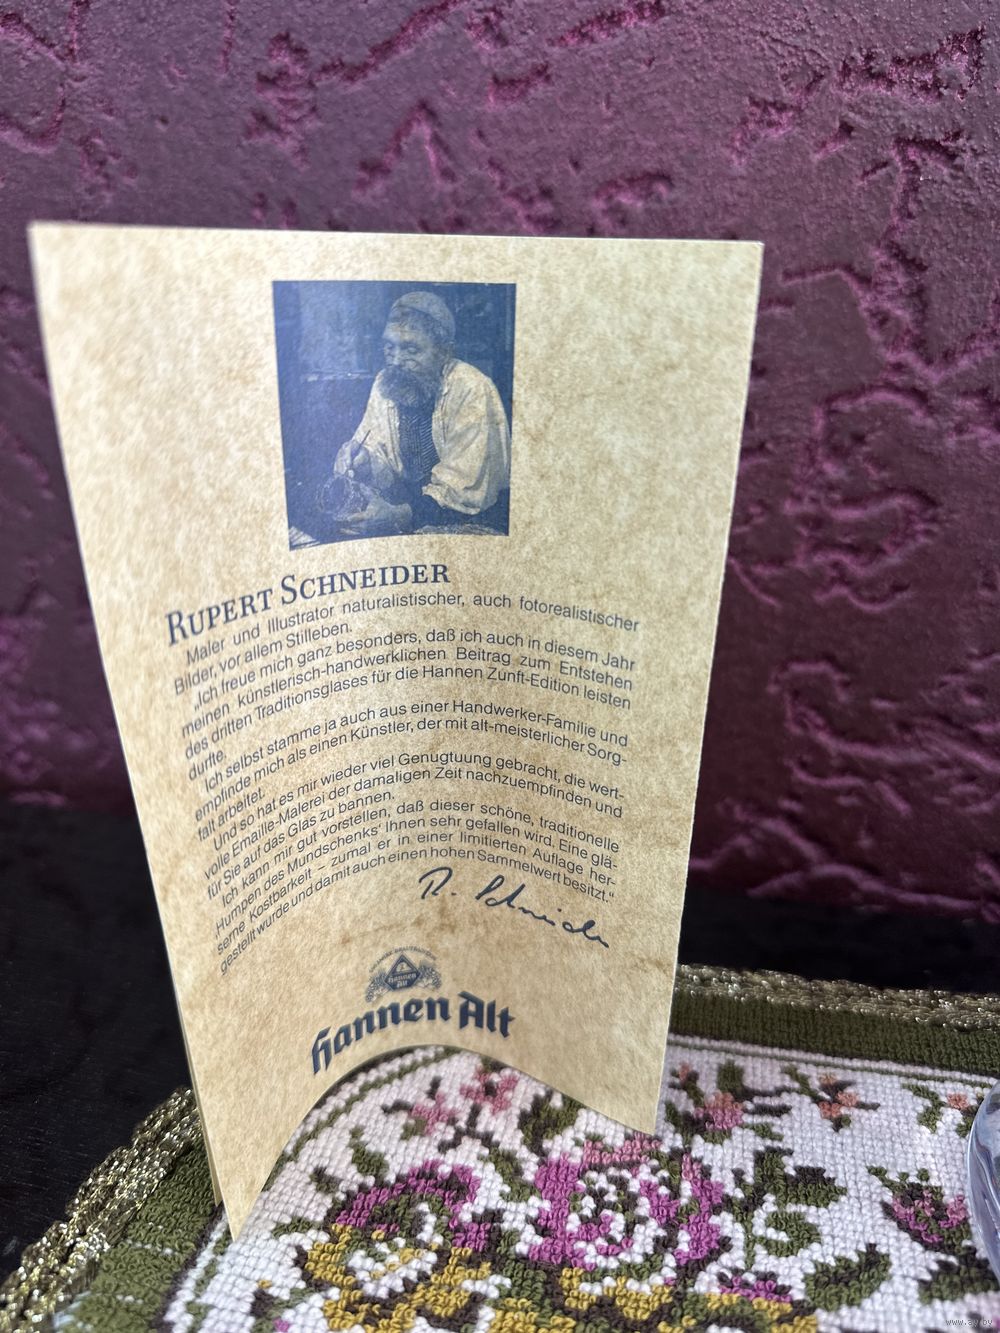 RUPERT SCHNEIDER
Maler und Illustrator naturalistischer, auch fotorealistischer
Bilder, vor allem Stilleben.
„Ich freue mich ganz besonders, daß ich auch in diesem Jahr
meinen künstlerisch-handwerklichen Beitrag zum Entstehen
des dritten Traditionsglases für die Hannen Zunft-Edition leisten
durfte.
Ich selbst stamme ja auch aus einer Handwerker-Familie und
empfinde mich als einen Künstler, der mit alt-meisterlicher Sorg-
falt arbeitet.
Und so hat es mir wieder viel Genugtuung gebracht, die wert-
volle Emaille-Malerei der damaligen Zeit nachzuempfinden und
für Sie auf das Glas zu bannen.
Ich kann mir gut vorstellen, daß dieser schöne, traditionelle
‚Humpen des Mundschenks‘ Ihnen sehr gefallen wird. Eine glä-
serne Kostbarkeit – zumal er in einer limitierten Auflage her-
gestellt wurde und damit auch einen hohen Sammelwert besitzt.“
R. Schneider
Hannen
Alt
Hannen Alt
www.ay.by